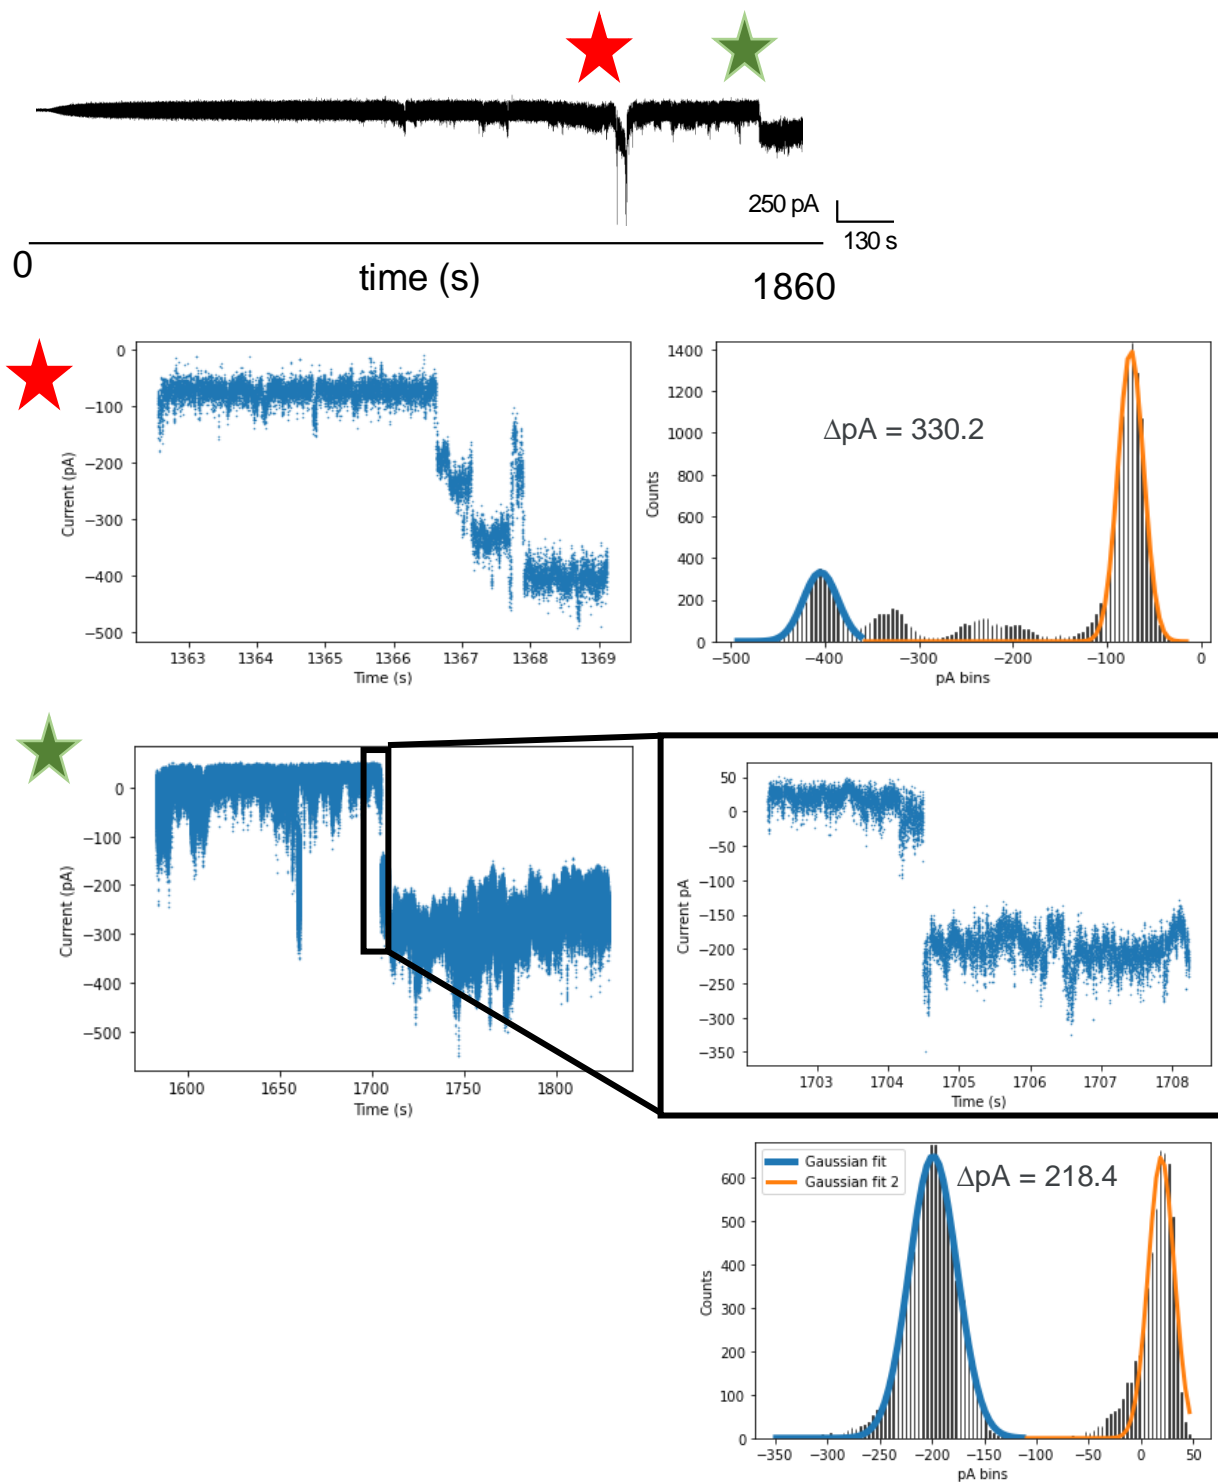 250 pA
130 s
0
time (s)
1860
0
−100
−200
−300
−400
−500
Current (pA)
1363 1364 1365 1366 1367 1368 1369
Time (s)
1400
1200
1000
800
600
400
200
0
Counts
ΔpA = 330.2
−500 −400 −300 −200 −100 0
pA bins
0
−100
−200
−300
−400
−500
Current (pA)
1600 1650 1700 1750 1800
Time (s)
50
0
−50
−100
−150
−200
−250
−300
−350
Current pA
1703 1704 1705 1706 1707 1708
Time (s)
600
500
400
300
200
100
0
Counts
Gaussian fit
Gaussian fit 2
ΔpA = 218.4
−350 −300 −250 −200 −150 −100 −50 0 50
pA bins